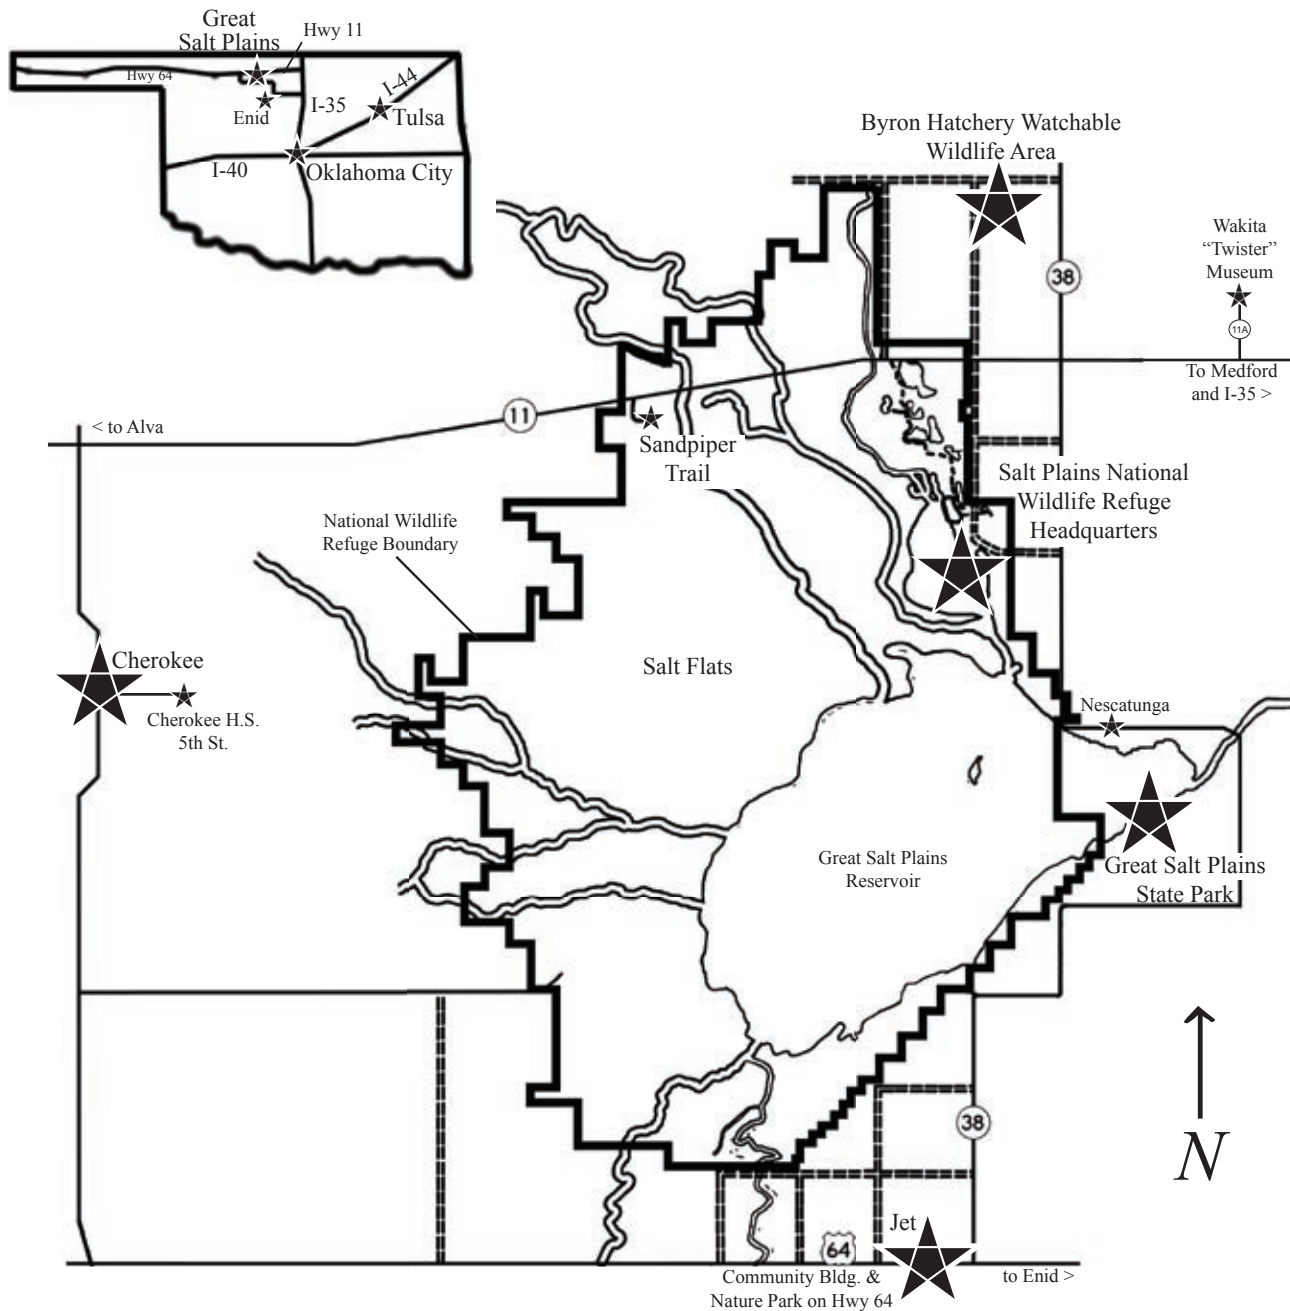 Great
Salt Plains
Hwy 11
Hwy 64
I-44
Enid
I-35
Tulsa
I-40
Oklahoma City
Byron Hatchery Watchable
Wildlife Area
Wakita
“Twister”
Museum
38
11A
To Medford
and I-35 >
11
< to Alva
Sandpiper
Trail
Salt Plains National
Wildlife Refuge
Headquarters
National Wildlife
Refuge Boundary
Cherokee
Salt Flats
Cherokee H.S.
5th St.
Nescatunga
Great Salt Plains
Reservoir
Great Salt Plains
State Park
38
N
Jet
64
Community Bldg. &
Nature Park on Hwy 64
to Enid >